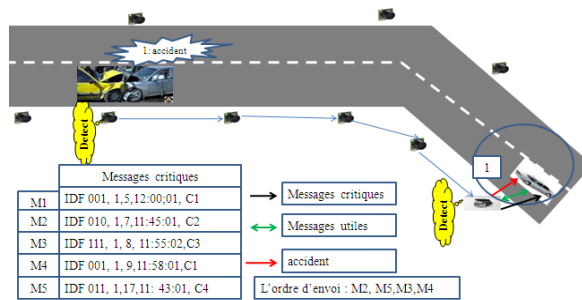 1: accident
Detect
1
Detect
Messages critiques
M1 IDF 001, 1,5,12:00;01, C1
M2 IDF 010, 1,7,11:45:01, C2
M3 IDF 111, 1, 8, 11:55:02,C3
M4 IDF 001, 1, 9,11:58:01,C1
M5 IDF 011, 1,17,11: 43:01, C4
Messages critiques
Messages utiles
accident
L'ordre d'envoi : M2, M5,M3,M4